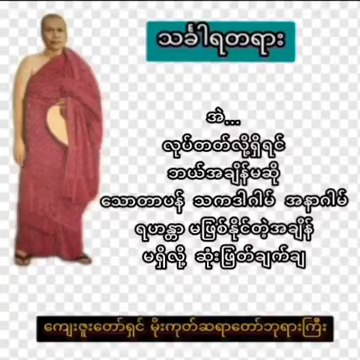 သင်္ခါရတရား
အဲ...
လုပ်တတ်လို့ရှိရင်
ဘယ်အချိန်မဆို
သောတာပန် သကဒါဂါမ် အနာဂါမ်
ရဟန္တာ မဖြစ်နိုင်တဲ့အချိန်
မရှိလို့ ဆုံးဖြတ်ချက်ချ
ကျေးဇူးတော်ရှင် မိုးကုတ်ဆရာတော်ဘုရားကြီး